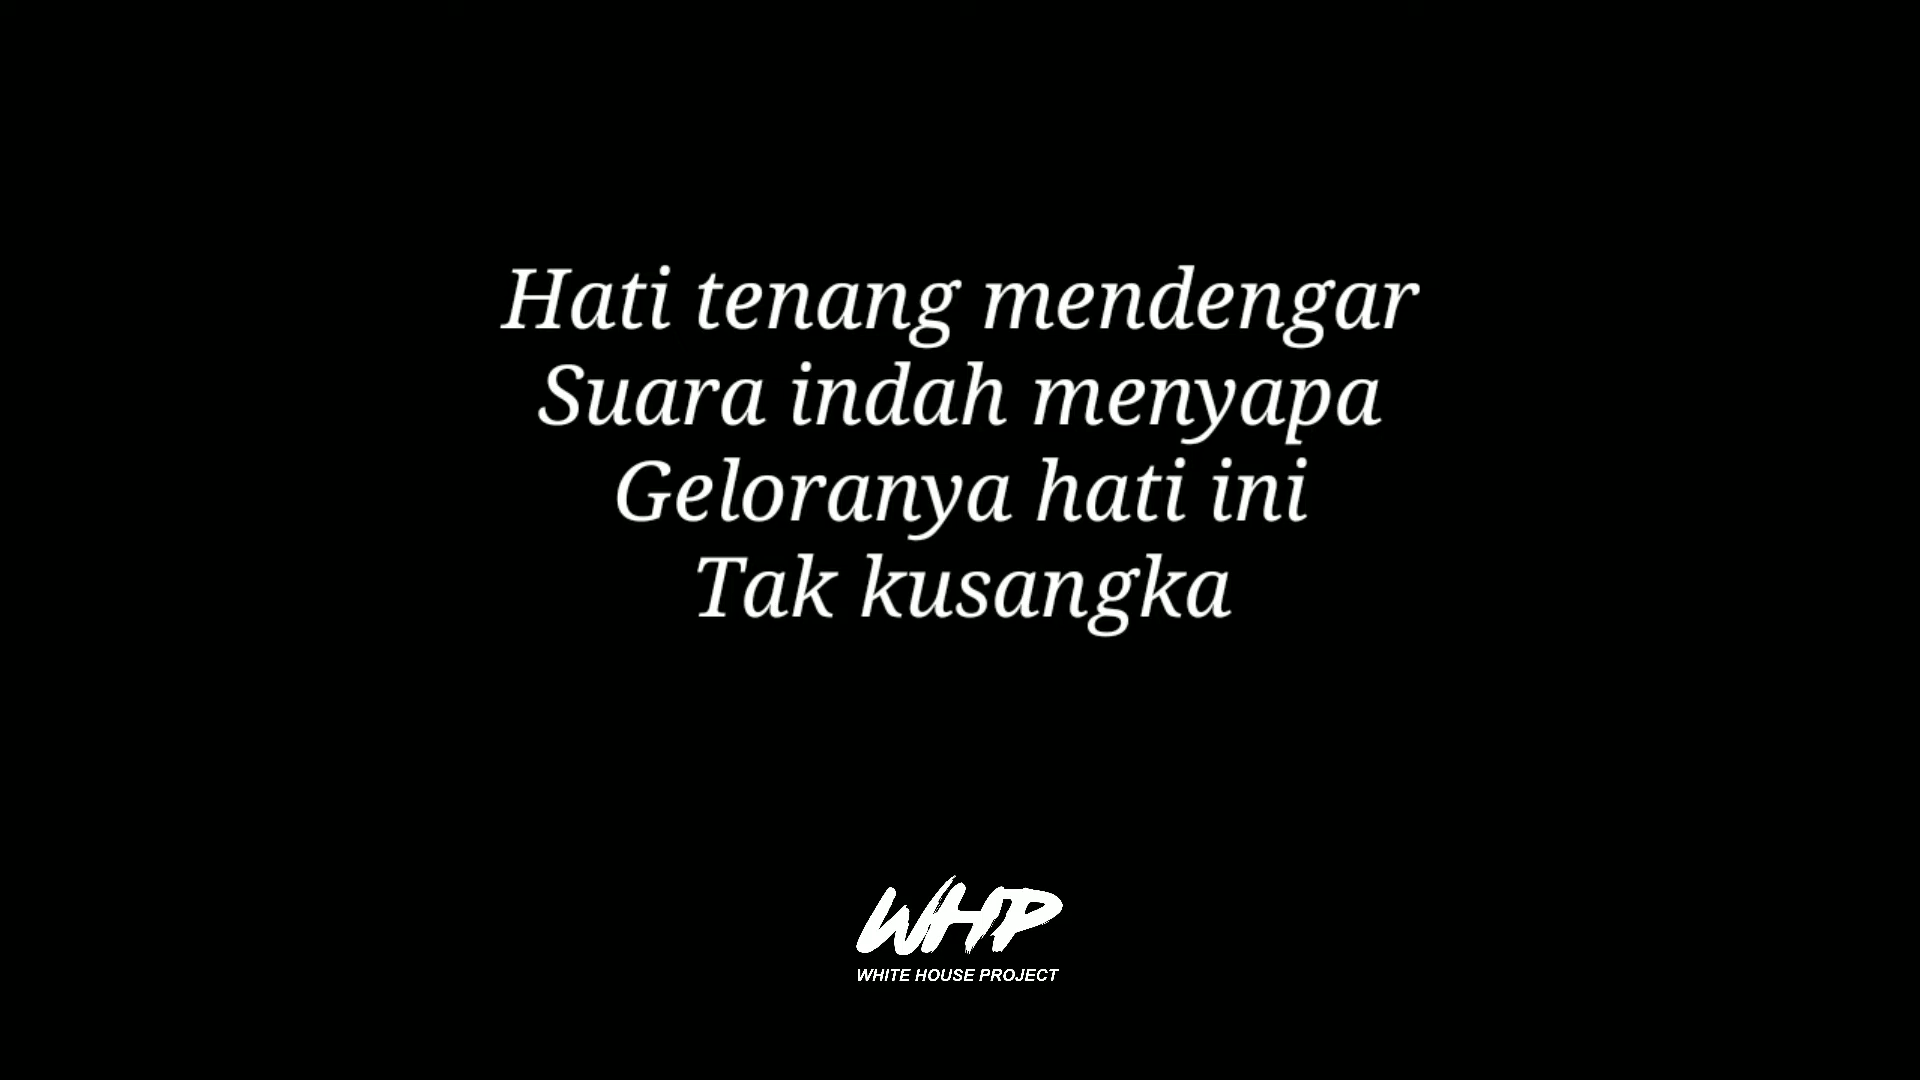 Hati tenang mendengar
Suara indah menyapa
Geloranya hati ini
Tak kusangka
WHP
WHITE HOUSE PROJECT